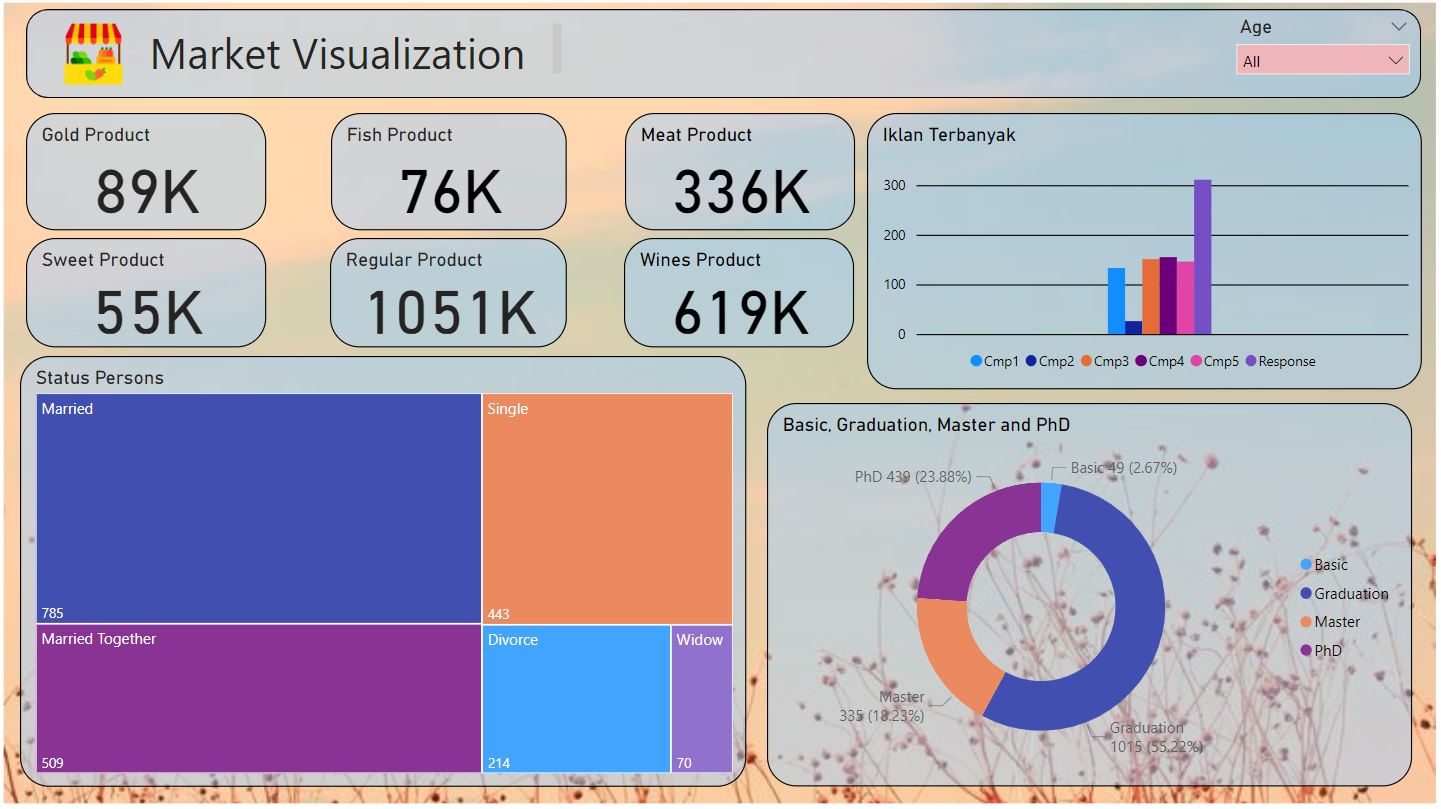 Market Visualization
Age
All
Gold Product
89K
Fish Product
76K
Meat Product
336K
Sweet Product
55K
Regular Product
1051K
Wines Product
619K
Iklan Terbanyak
300
200
100
0
Cmp1 Cmp2 Cmp3 Cmp4 Cmp5 Response
Status Persons
Married
785
Single
443
Married Together
509
Divorce
214
Widow
70
Basic, Graduation, Master and PhD
PhD 439 (23.88%)
Basic 49 (2.67%)
Master
335 (18.23%)
Graduation
1015 (55.22%)
Basic
Graduation
Master
PhD